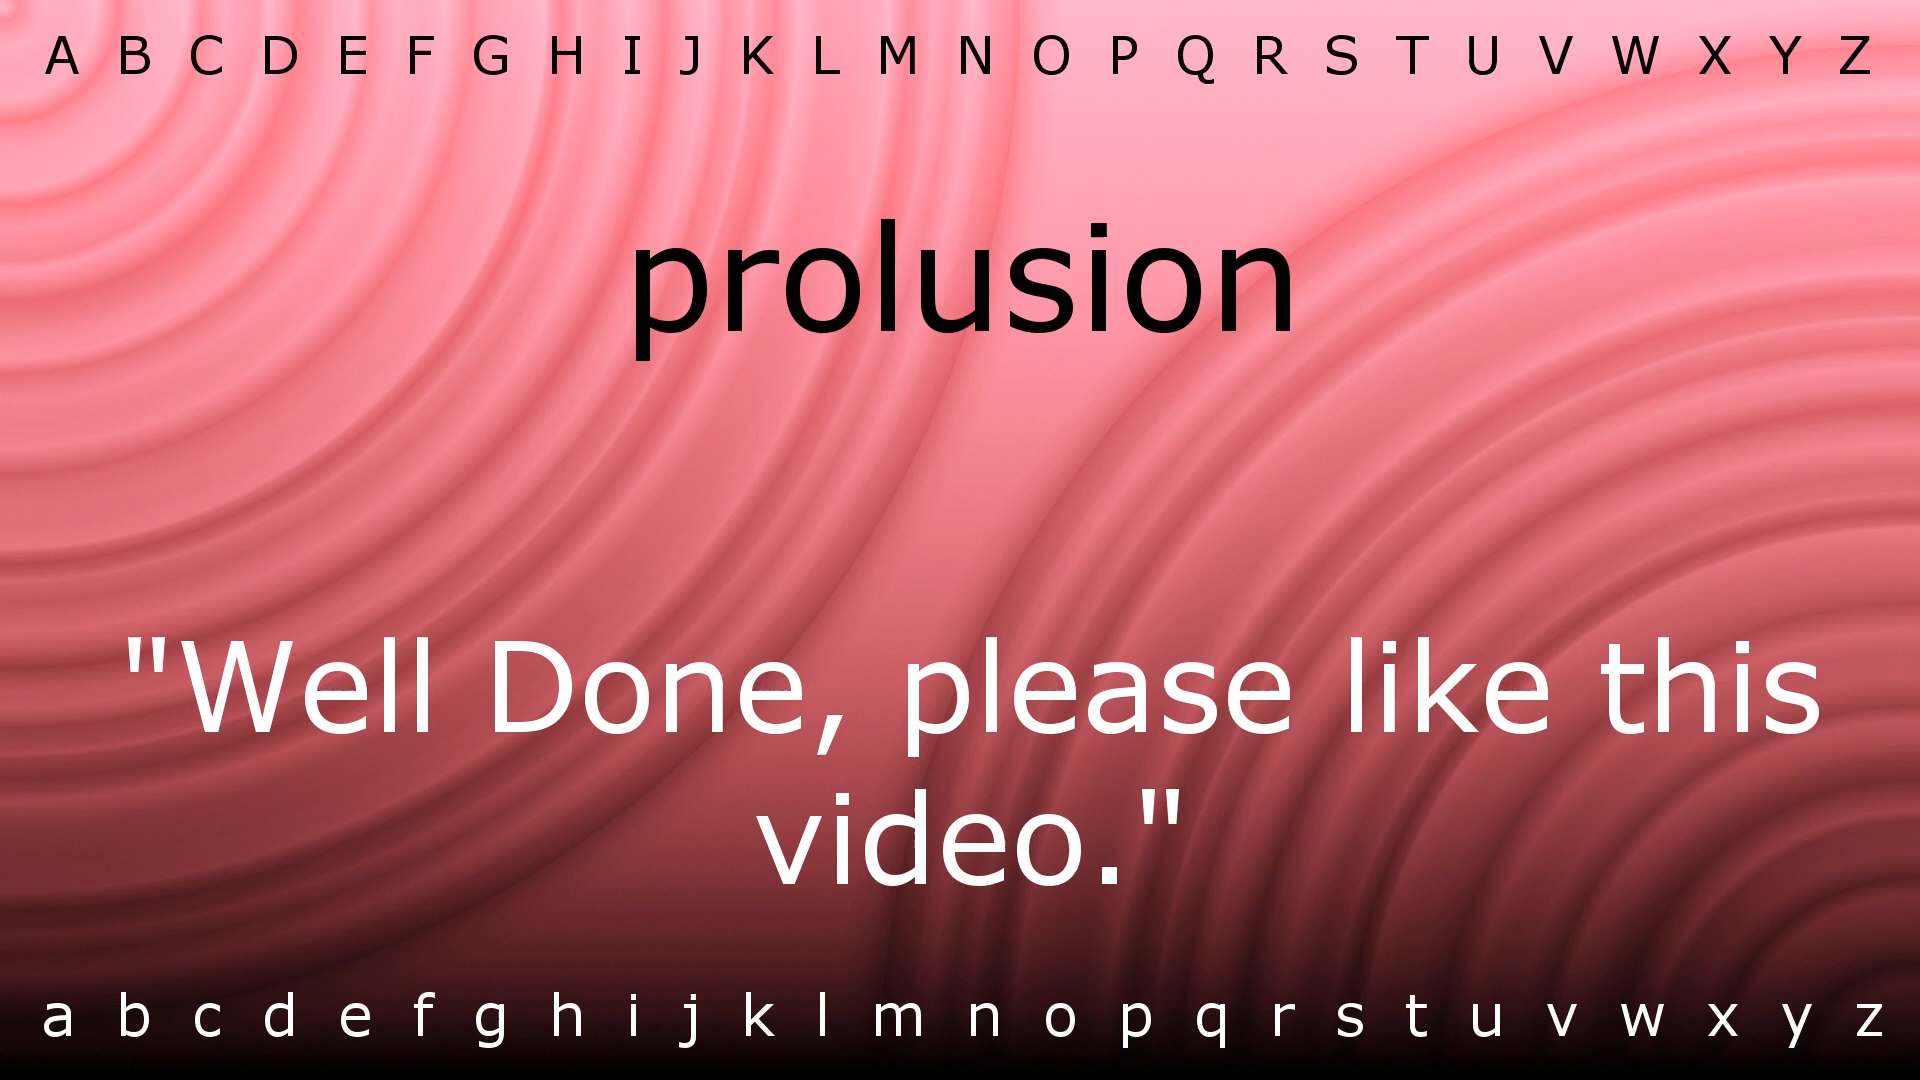 A B C D E F G H I J K L M N O P Q R S T U V W X Y Z
prolusion
"Well Done, please like this
video."
a b c d e f g h i j k l m n o p q r s t u v w x y z